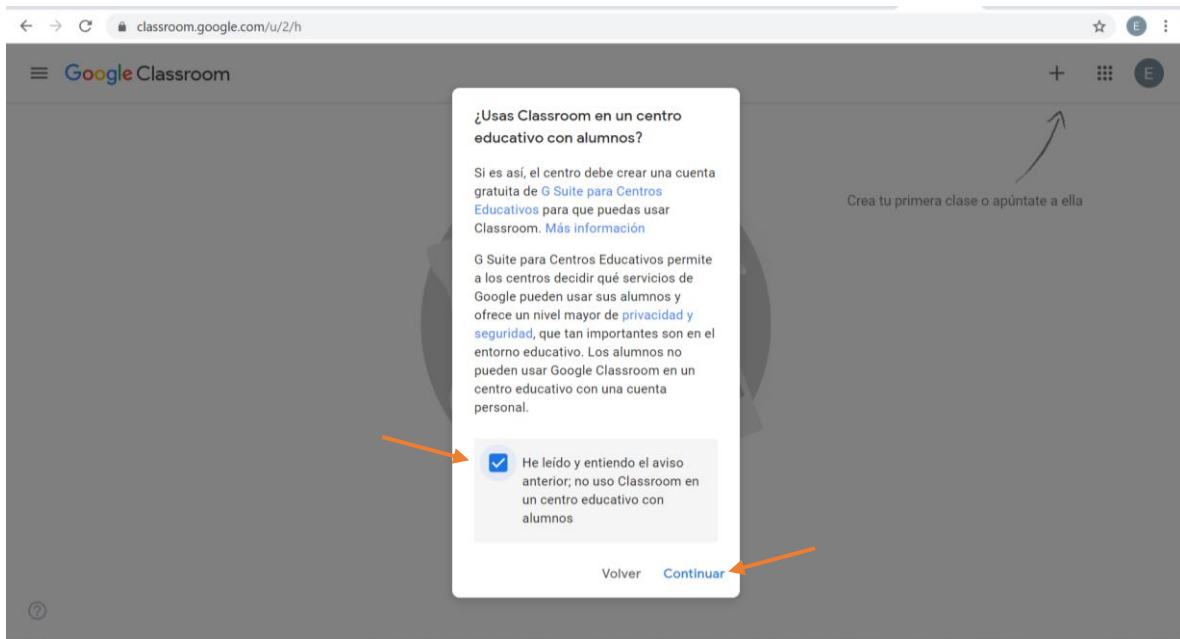 classroom.google.com/u/2/h
E
Google Classroom
E
¿Usas Classroom en un centro
educativo con alumnos?
Si es así, el centro debe crear una cuenta
gratuita de G Suite para Centros
Educativos para que puedas usar
Classroom. Más información
G Suite para Centros Educativos permite
a los centros decidir qué servicios de
Google pueden usar sus alumnos y
ofrece un nivel mayor de privacidad y
seguridad, que tan importantes son en el
entorno educativo. Los alumnos no
pueden usar Google Classroom en un
centro educativo con una cuenta
personal.
He leído y entiendo el aviso
anterior; no uso Classroom en
un centro educativo con
alumnos
Volver Continuar
Crea tu primera clase o apúntate a ella